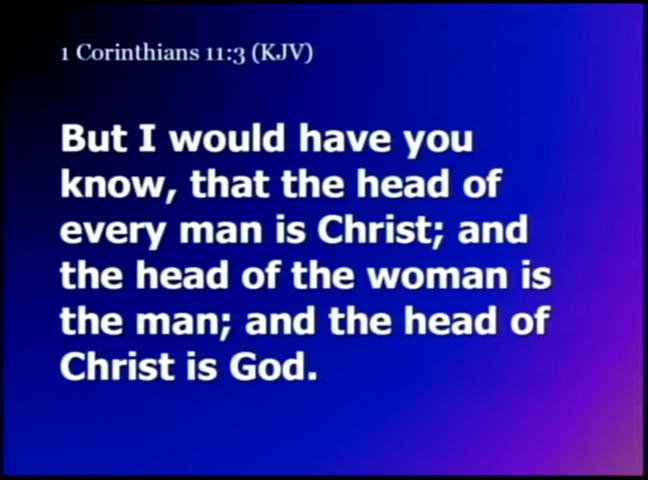 1 Corinthians 11:3 (KJV)
But I would have you
know, that the head of
every man is Christ; and
the head of the woman is
the man; and the head of
Christ is God.